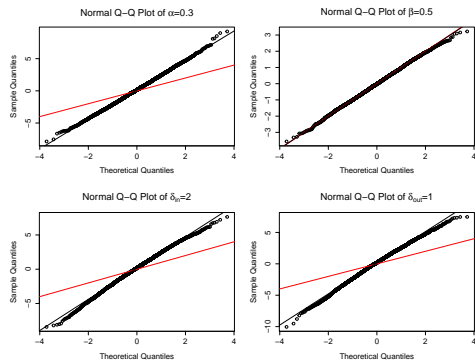 Normal Q−Q Plot of α=0.3
Sample Quantiles
5
0
−5
−4 −2 0 2 4
Theoretical Quantiles
Normal Q−Q Plot of β=0.5
Sample Quantiles
3
2
1
0
−1
−2
−3
−4 −2 0 2 4
Theoretical Quantiles
Normal Q−Q Plot of δin=2
Sample Quantiles
5
0
−5
−4 −2 0 2 4
Theoretical Quantiles
Normal Q−Q Plot of δout=1
Sample Quantiles
5
0
−5
−10
−4 −2 0 2 4
Theoretical Quantiles